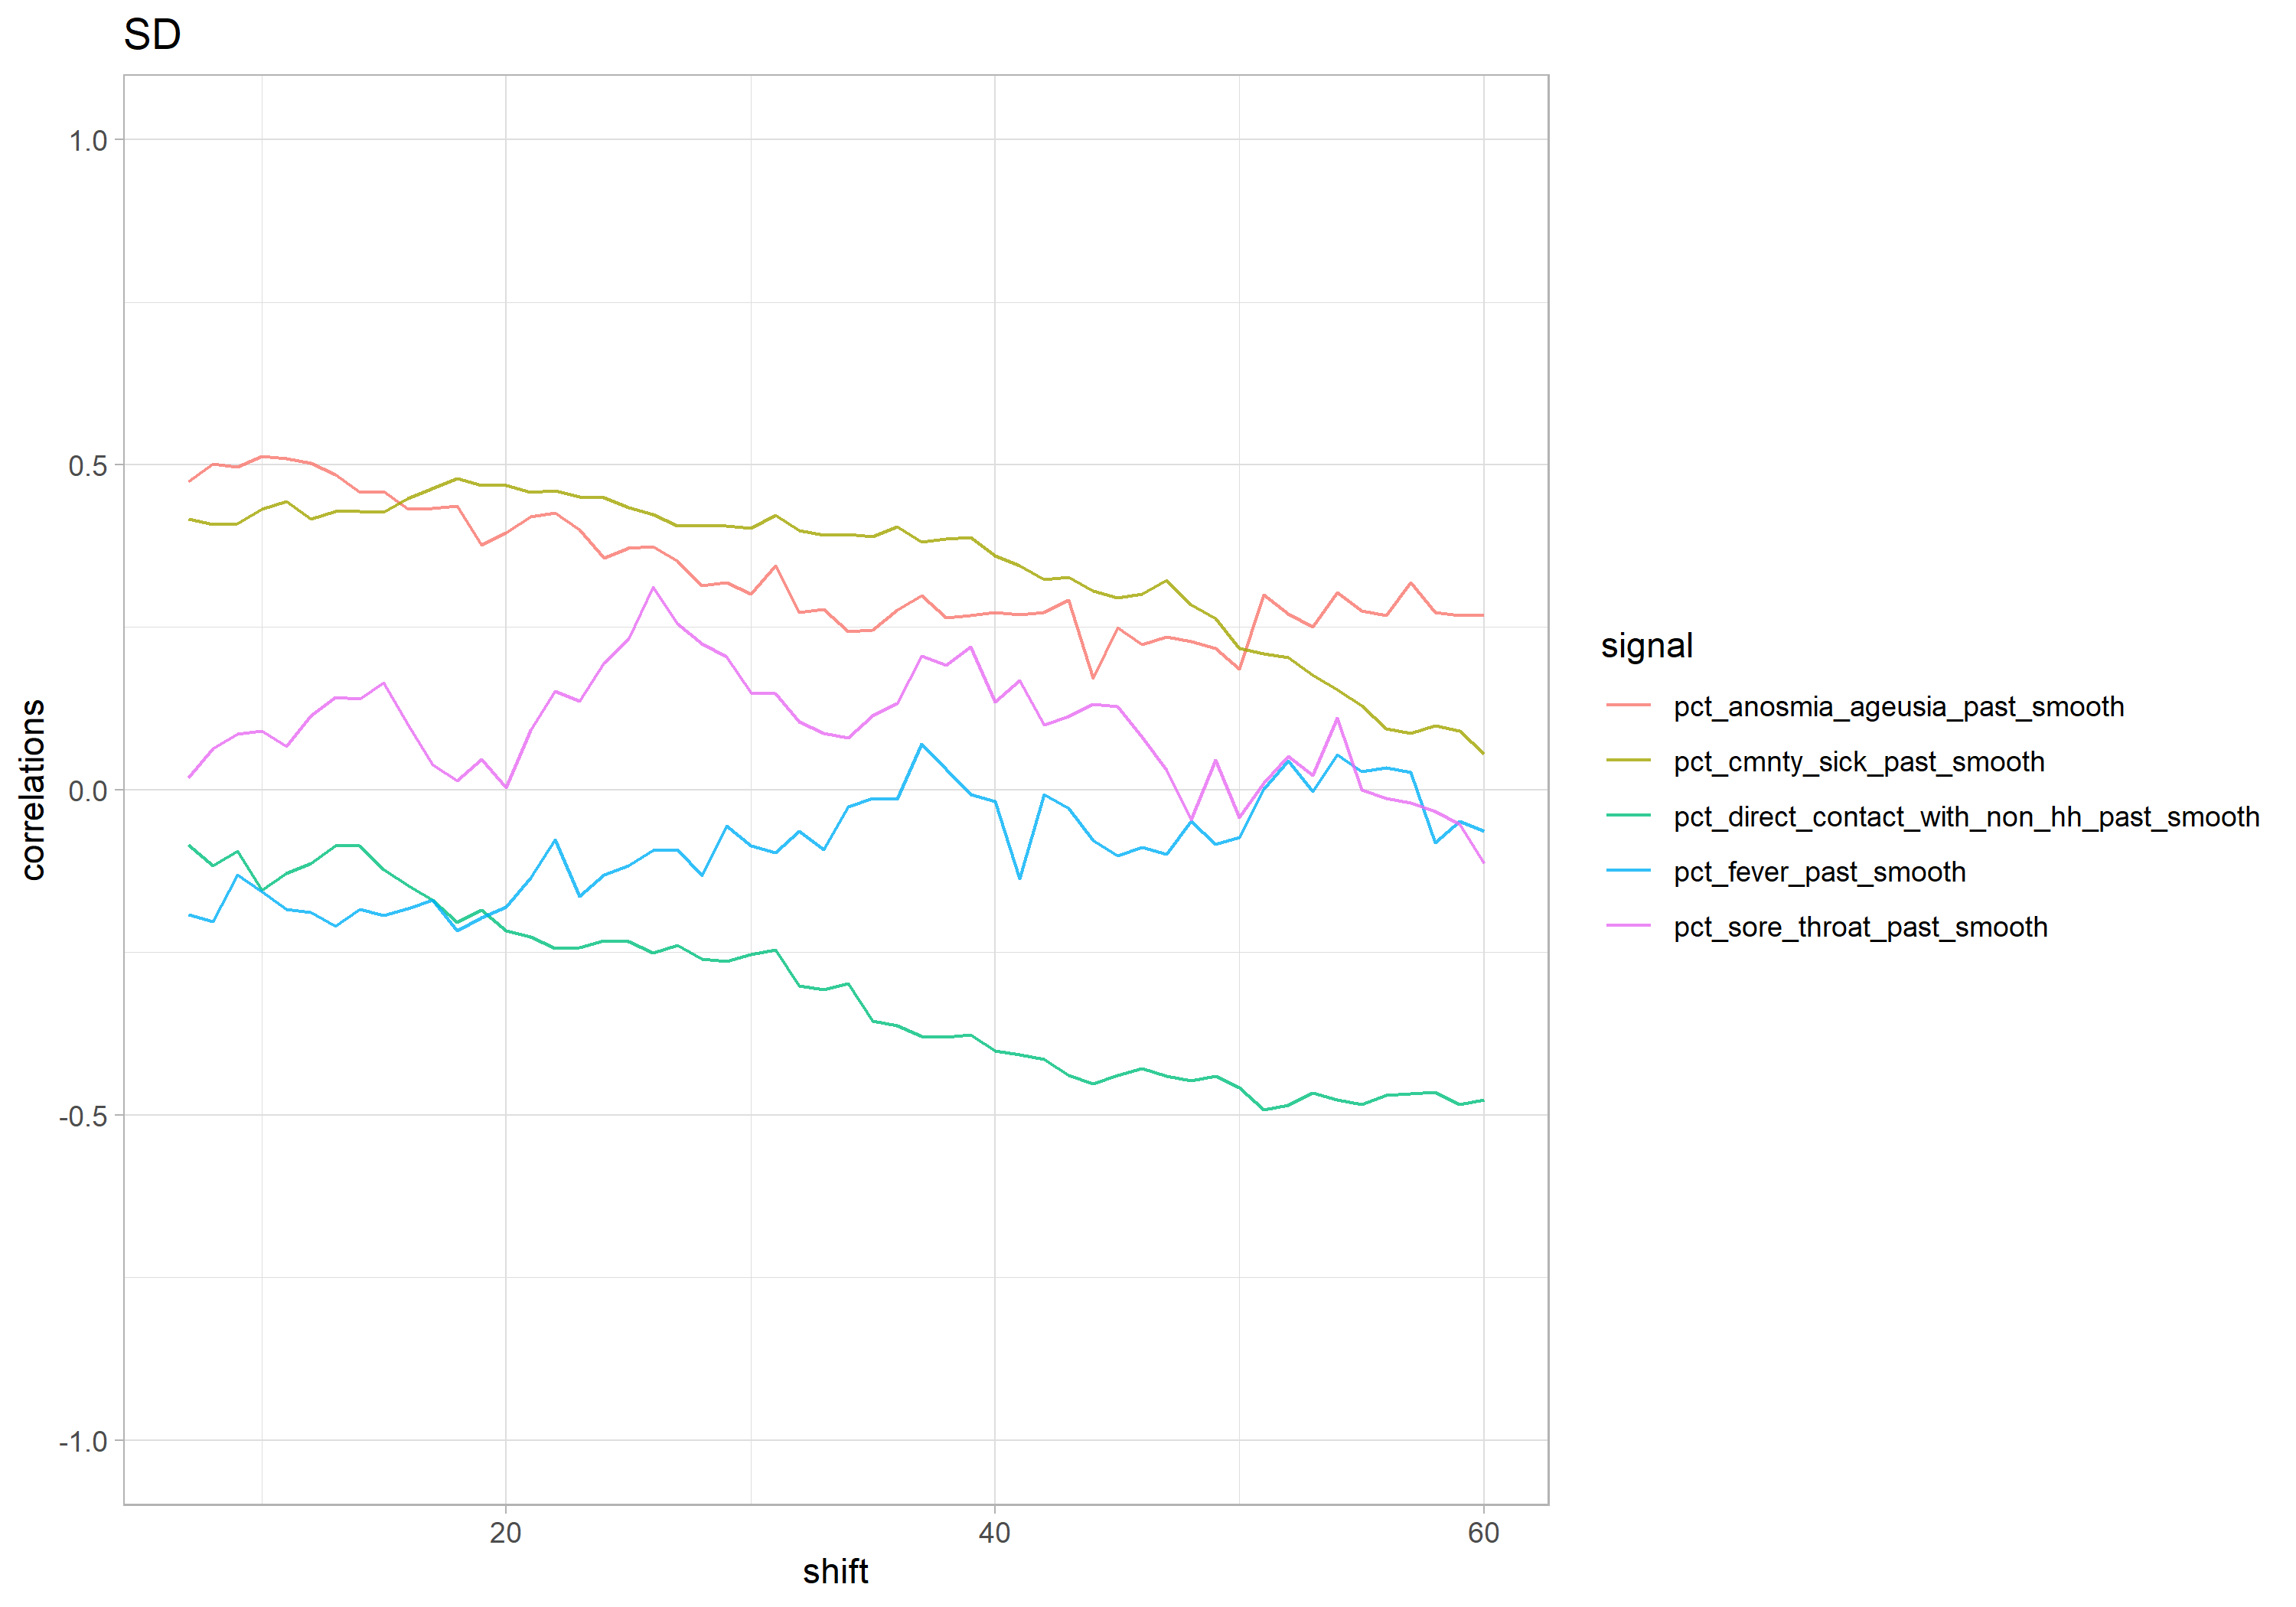 SD
1.0
0.5
0.0
-0.5
-1.0
correlations
20 40 60
shift
signal
pct_anosmia_ageusia_past_smooth
pct_cmnty_sick_past_smooth
pct_direct_contact_with_non_hh_past_smooth
pct_fever_past_smooth
pct_sore_throat_past_smooth